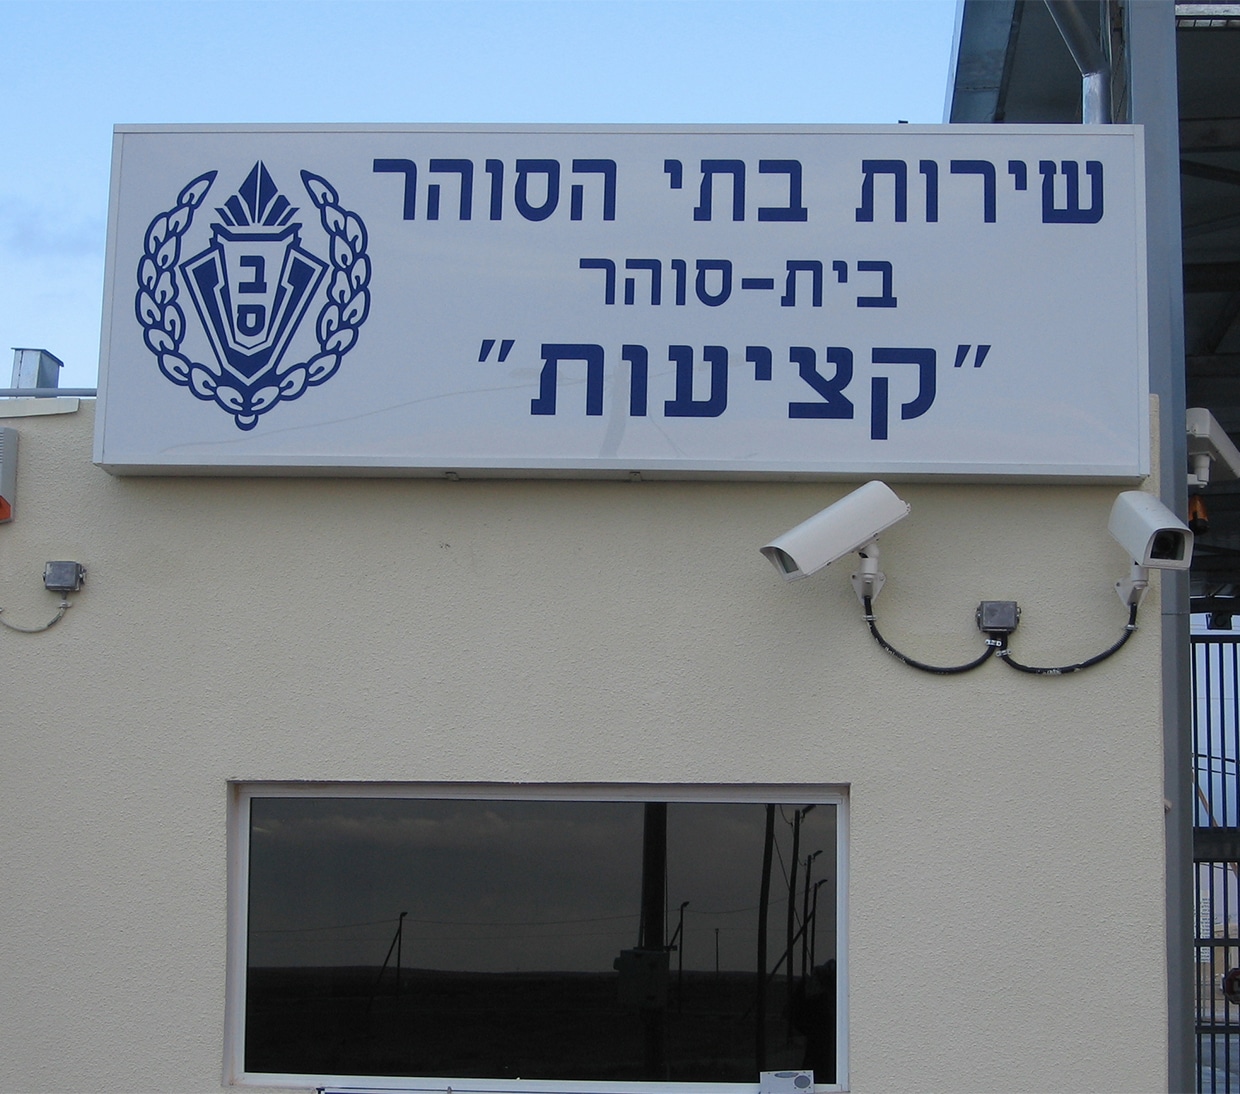 שירות בתי הסוהר
בית-סוהר
"קציעות"
ב
ס